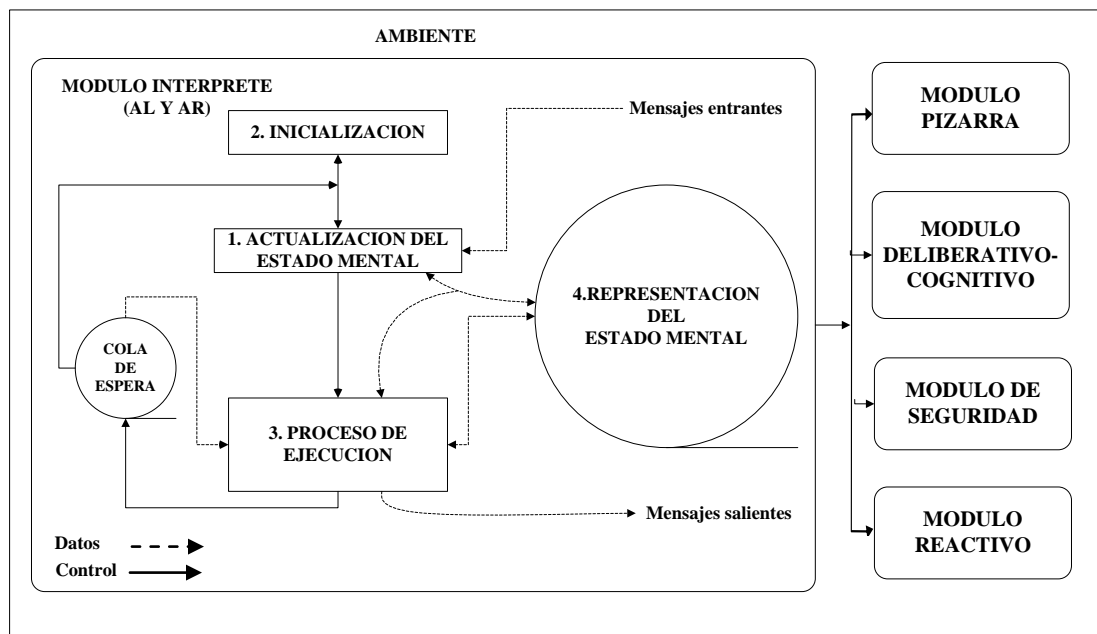 AMBIENTE
MODULO INTERPRETE
(AL Y AR)
2. INICIALIZACION
Mensajes entrantes
1. ACTUALIZACION DEL
ESTADO MENTAL
4.REPRESENTACION
DEL
ESTADO MENTAL
COLA
DE
ESPERA
3. PROCESO DE
EJECUCION
Mensajes salientes
Datos
Control
MODULO
PIZARRA
MODULO
DELIBERATIVO-
COGNITIVO
MODULO DE
SEGURIDAD
MODULO
REACTIVO